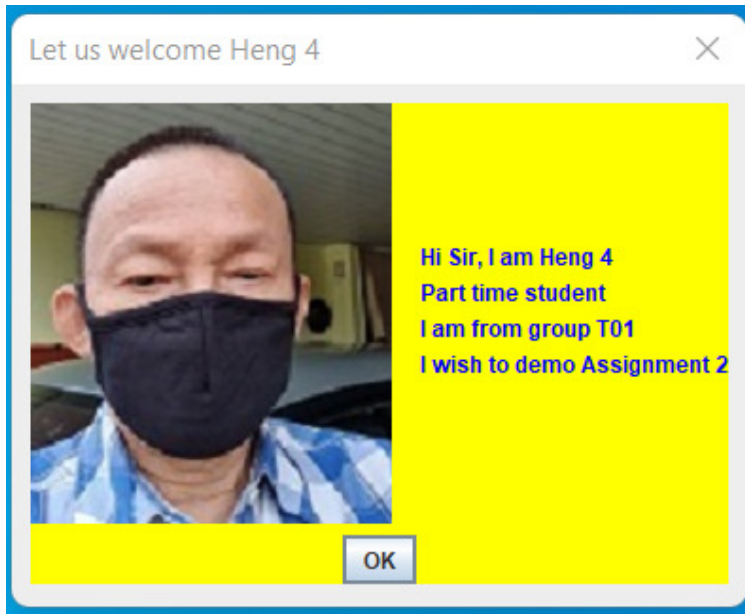 Let us welcome Heng 4
Hi Sir, I am Heng 4
Part time student
I am from group T01
I wish to demo Assignment 2
OK